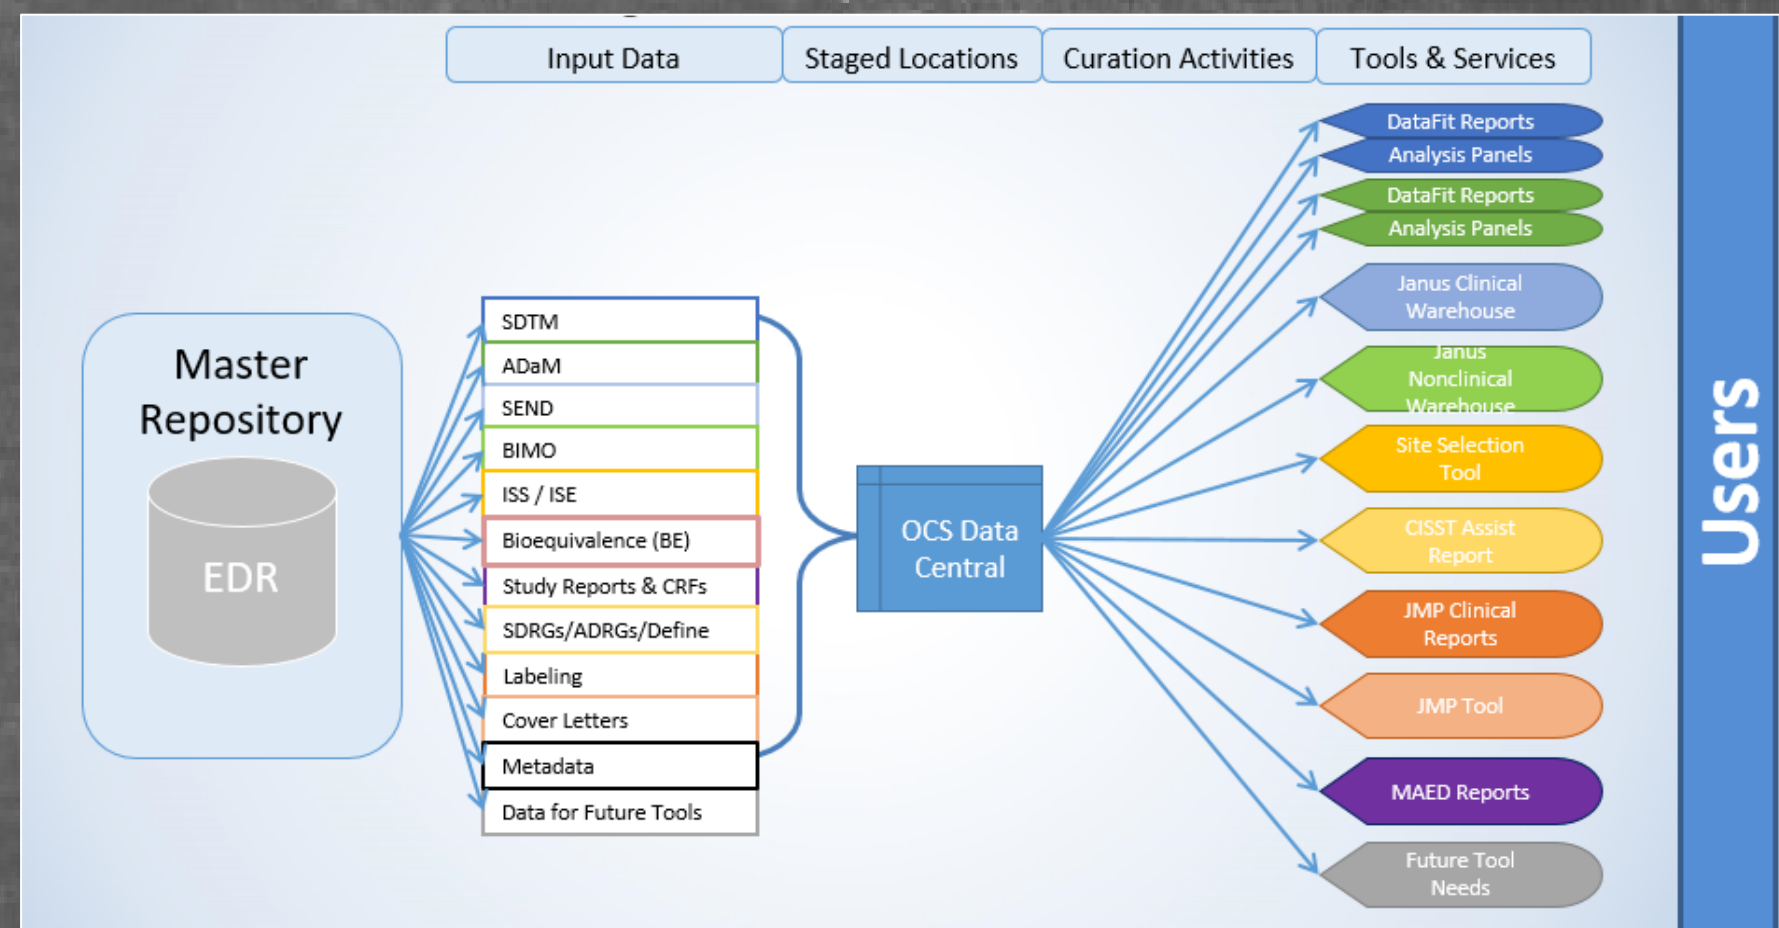 Input Data
Staged Locations
Curation Activities
Tools & Services
Master
Repository
EDR
SDTM
ADaM
SEND
BIMO
ISS / ISE
Bioequivalence (BE)
Study Reports & CRFs
SDRGs/ADRGs/Define
Labeling
Cover Letters
Metadata
Data for Future Tools
OCS Data
Central
DataFit Reports
Analysis Panels
DataFit Reports
Analysis Panels
Janus Clinical
Warehouse
Janus
Nonclinical
Warehouse
Site Selection
Tool
CISST Assist
Report
JMP Clinical
Reports
JMP Tool
MAED Reports
Future Tool
Needs
Users